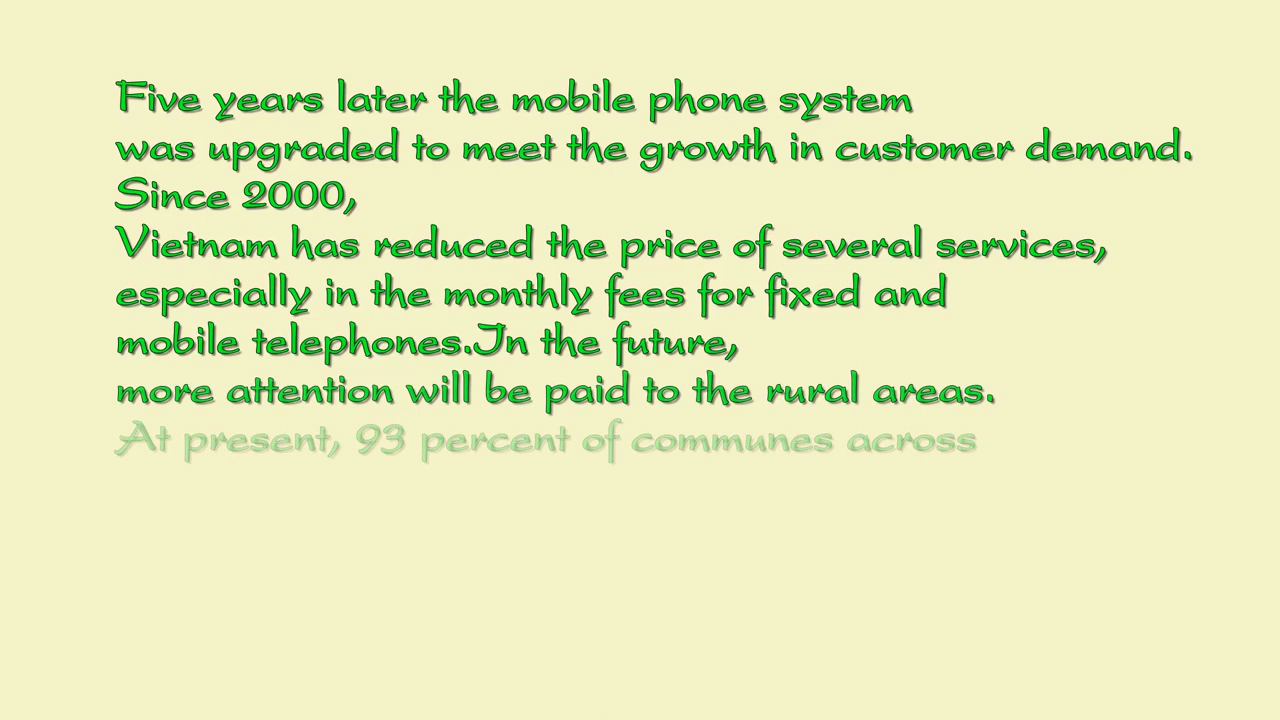 Five years later the mobile phone system
was upgraded to meet the growth in customer demand.
Since 2000,
Vietnam has reduced the price of several services,
especially in the monthly fees for fixed and
mobile telephones.In the future,
more attention will be paid to the rural areas.
At present, 93 percent of communes across